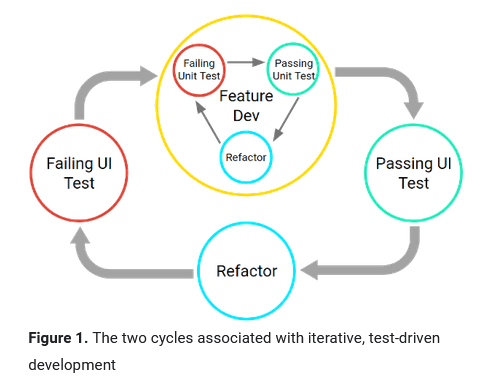 Failing
Unit Test
Passing
Unit Test
Feature
Dev
Refactor
Failing UI
Test
Passing UI
Test
Refactor
Figure 1. The two cycles associated with iterative, test-driven
development